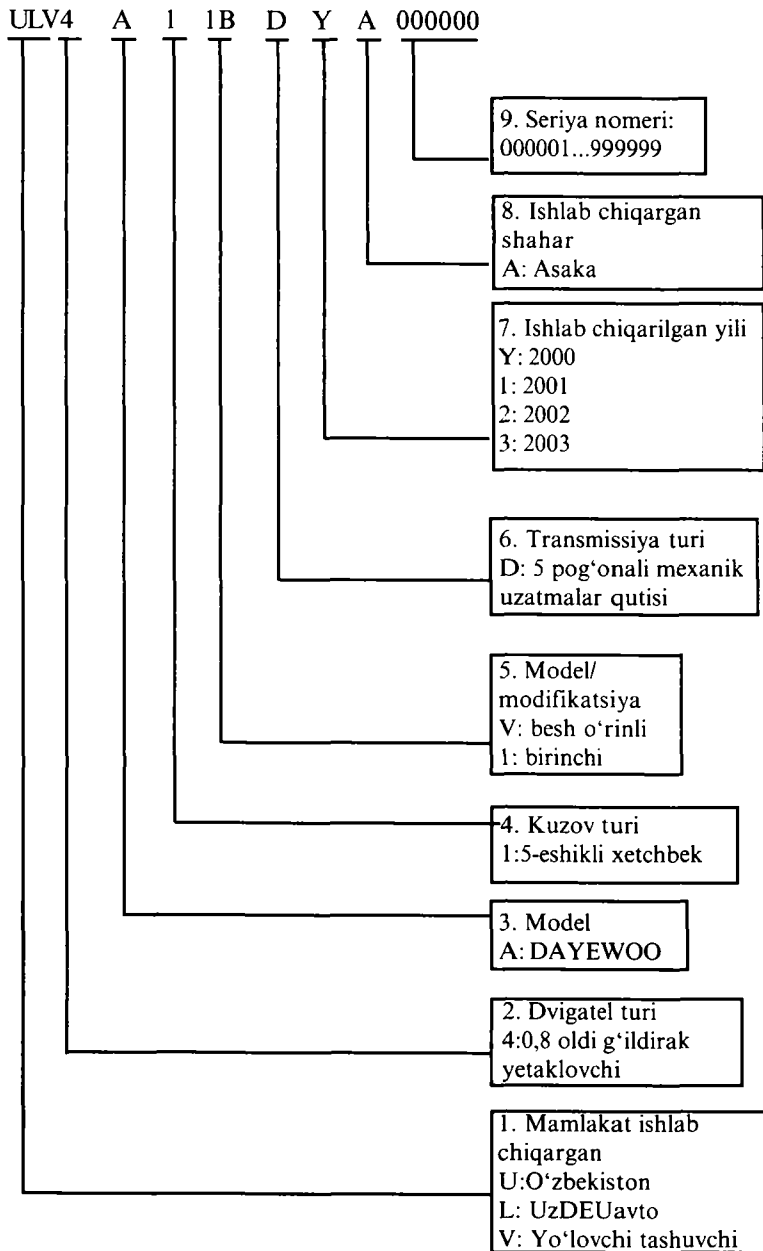 ULV4 A 1 1B D Y A 000000
9. Seriya nomeri:
000001...999999
8. Ishlab chiqargan
shahar
A: Asaka
7. Ishlab chiqarilgan yili
Y: 2000
1: 2001
2: 2002
3: 2003
6. Transmissiya turi
D: 5 pog‘onali mexanik
uzatmalar qutisi
5. Model/
modifikatsiya
V: besh o‘rinli
1: birinchi
4. Kuzov turi
1:5-eshikli xetchbek
3. Model
A: DAYEWOO
2. Dvigatel turi
4:0,8 oldi g‘ildirak
yetaklovchi
1. Mamlakat ishlab
chiqargan
U:O‘zbekiston
L: UzDEUavto
V: Yo‘lovchi tashuvchi